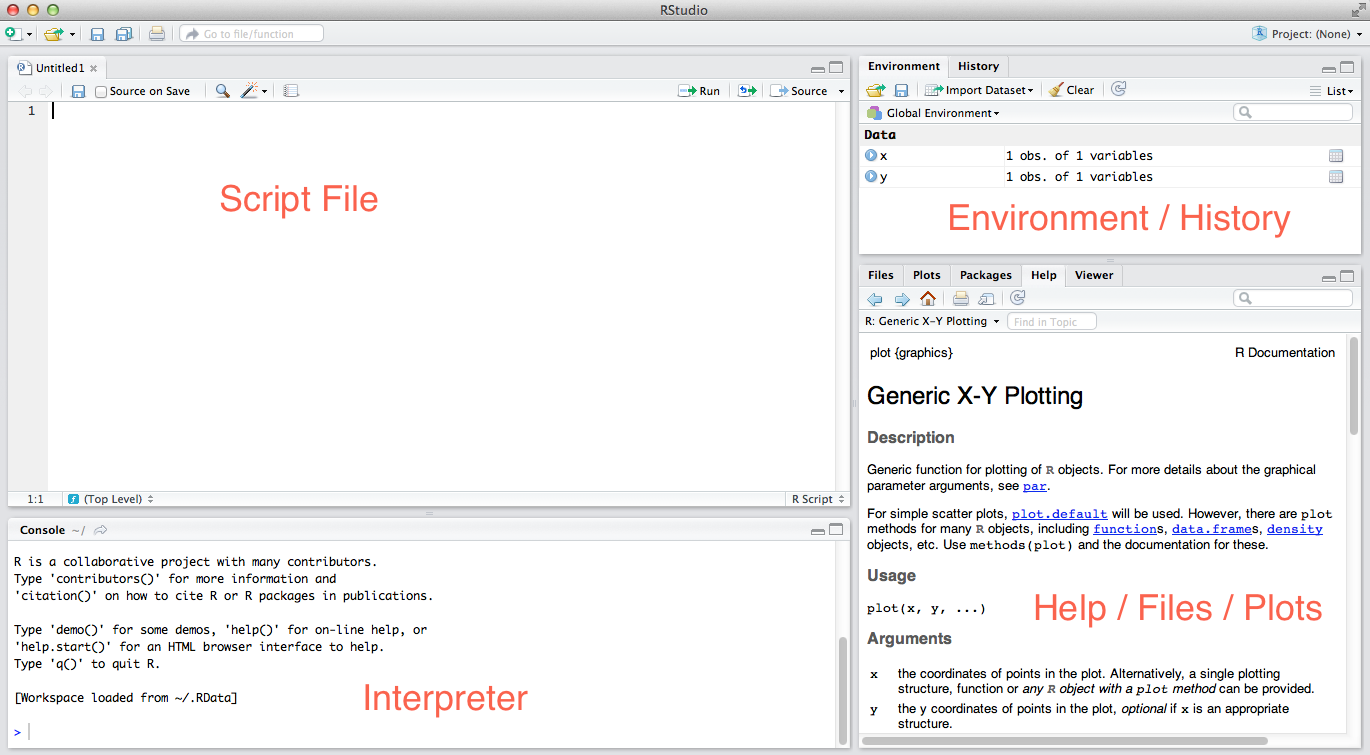 RStudio
Go to file/function
Project: (None)
Untitled1
Source on Save
Run
Source
1
Script File
1:1
(Top Level)
R Script
Console ~/
R is a collaborative project with many contributors.
Type 'contributors()' for more information and
'citation()' on how to cite R or R packages in publications.
Type 'demo()' for some demos, 'help()' for on-line help, or
'help.start()' for an HTML browser interface to help.
Type 'q()' to quit R.
[Workspace loaded from ~/.RData]
Interpreter
>
Environment History
Import Dataset Clear List
Global Environment
Data
x 1 obs. of 1 variables
y 1 obs. of 1 variables
Environment / History
Files Plots Packages Help Viewer
R: Generic X-Y Plotting Find in Topic
plot {graphics} R Documentation
Generic X-Y Plotting
Description
Generic function for plotting of R objects. For more details about the graphical
parameter arguments, see par.
For simple scatter plots, plot.default will be used. However, there are plot
methods for many R objects, including functions, data.frames, density
objects, etc. Use methods(plot) and the documentation for these.
Usage
plot(x, y, ...)
Help / Files / Plots
Arguments
x the coordinates of points in the plot. Alternatively, a single plotting
structure, function or any R object with a plot method can be provided.
y the y coordinates of points in the plot, optional if x is an appropriate
structure.